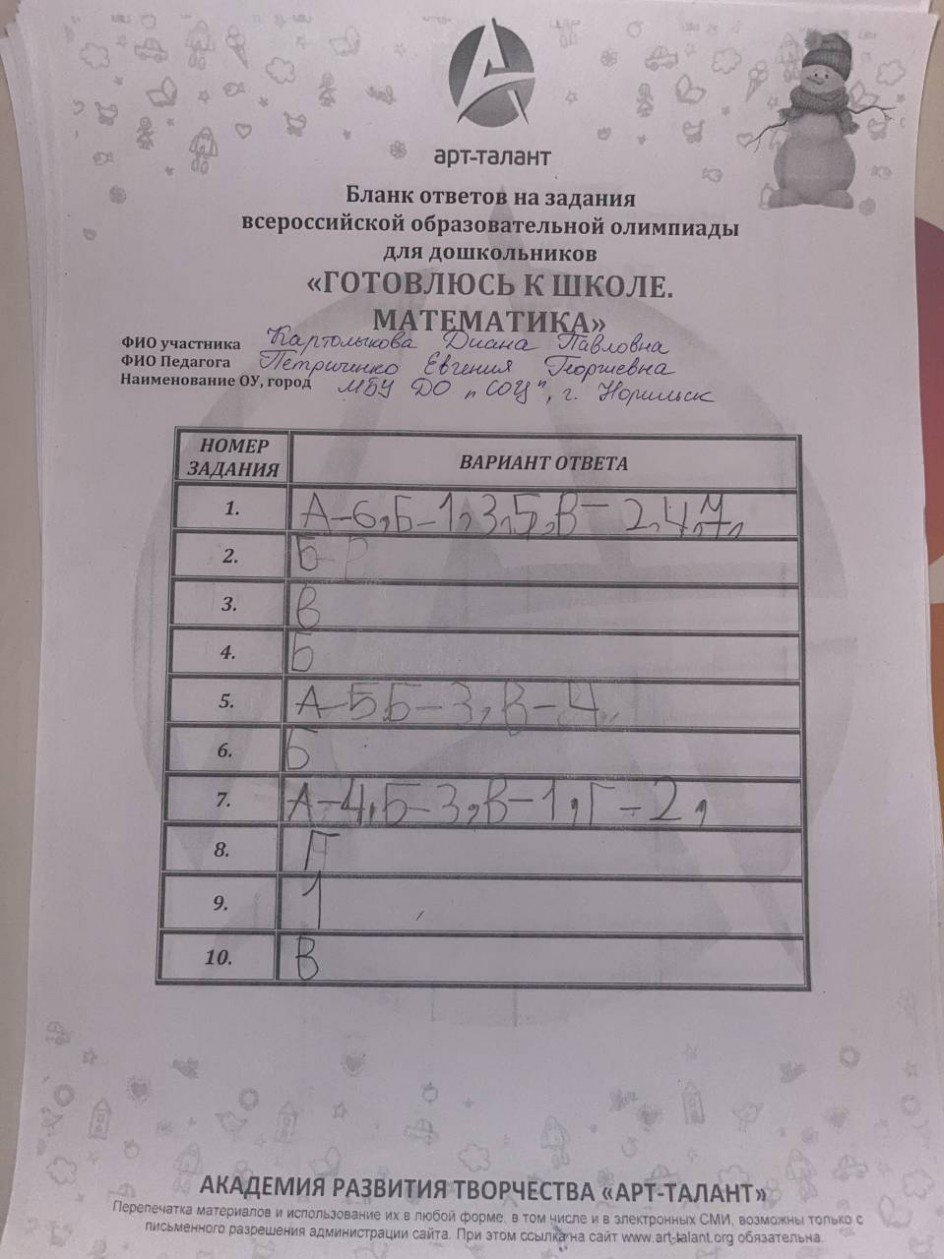 арт-талант
Бланк ответов на задания
всероссийской образовательной олимпиады
для дошкольников
«ГОТОВЛЮСЬ К ШКОЛЕ.
МАТЕМАТИКА»
ФИО участника Картолыкова Диана Павловна
ФИО Педагога Петриченко Евгения Георгиевна
Наименование ОУ, город МБУ ДО „СОЦ", г. Норильск
НОМЕР ЗАДАНИЯ ВАРИАНТ ОТВЕТА
1. А-6,Б-1,3,5,В-2,4,7,
2. Б
3. В
4. Б
5. А-5,Б-3,В-4.
6. Б
7. А-4,Б-3,В-1,Г-2,
8. Г
9. 1
10. В
АКАДЕМИЯ РАЗВИТИЯ ТВОРЧЕСТВА «АРТ-ТАЛАНТ»
Перепечатка материалов и использование их в любой форме, в том числе и в электронных СМИ, возможны только с
письменного разрешения администрации сайта. При этом ссылка на сайт www.art-talant.org обязательна.